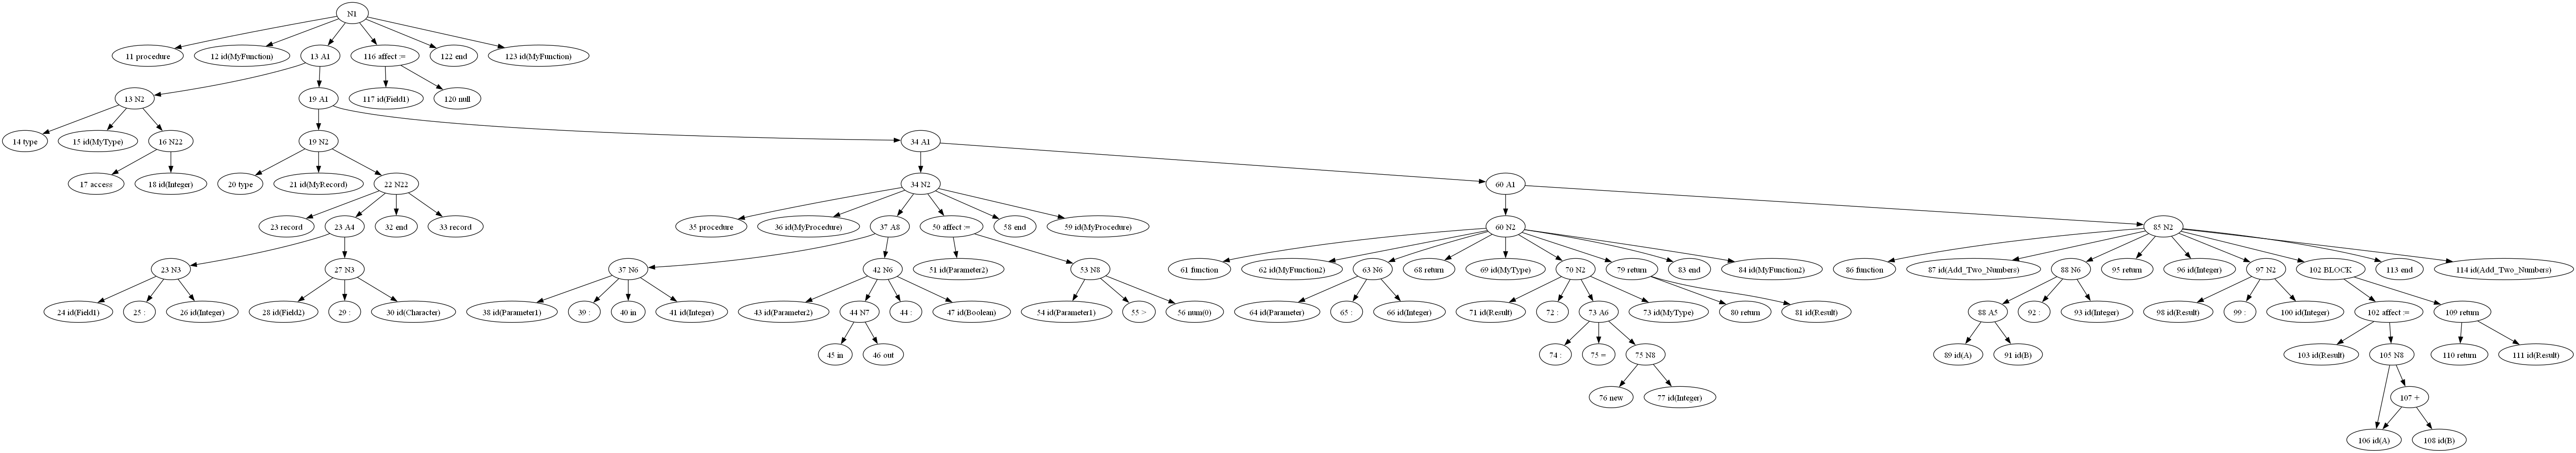 N1
11 procedure
12 id(MyFunction)
13 A1
116 affect :=
122 end
123 id(MyFunction)
13 N2
19 A1
117 id(Field1)
120 null
14 type
15 id(MyType)
16 N22
19 N2
34 A1
17 access
18 id(Integer)
20 type
21 id(MyRecord)
22 N22
34 N2
60 A1
23 record
23 A4
32 end
33 record
35 procedure
36 id(MyProcedure)
37 A8
50 affect :=
58 end
59 id(MyProcedure)
60 N2
85 N2
23 N3
27 N3
37 N6
42 N6
51 id(Parameter2)
53 N8
61 function
62 id(MyFunction2)
63 N6
68 return
69 id(MyType)
70 N2
79 return
83 end
84 id(MyFunction2)
86 function
87 id(Add_Two_Numbers)
88 N6
95 return
96 id(Integer)
97 N2
102 BLOCK
113 end
114 id(Add_Two_Numbers)
24 id(Field1)
25 :
26 id(Integer)
28 id(Field2)
29 :
30 id(Character)
38 id(Parameter1)
39 :
40 in
41 id(Integer)
43 id(Parameter2)
44 N7
44 :
47 id(Boolean)
54 id(Parameter1)
55 >
56 num(0)
64 id(Parameter)
65 :
66 id(Integer)
71 id(Result)
72 :
73 A6
73 id(MyType)
80 return
81 id(Result)
88 A5
92 :
93 id(Integer)
98 id(Result)
99 :
100 id(Integer)
102 affect :=
109 return
45 in
46 out
74 :
75 =
75 N8
89 id(A)
91 id(B)
103 id(Result)
105 N8
110 return
111 id(Result)
76 new
77 id(Integer)
107 +
106 id(A)
108 id(B)